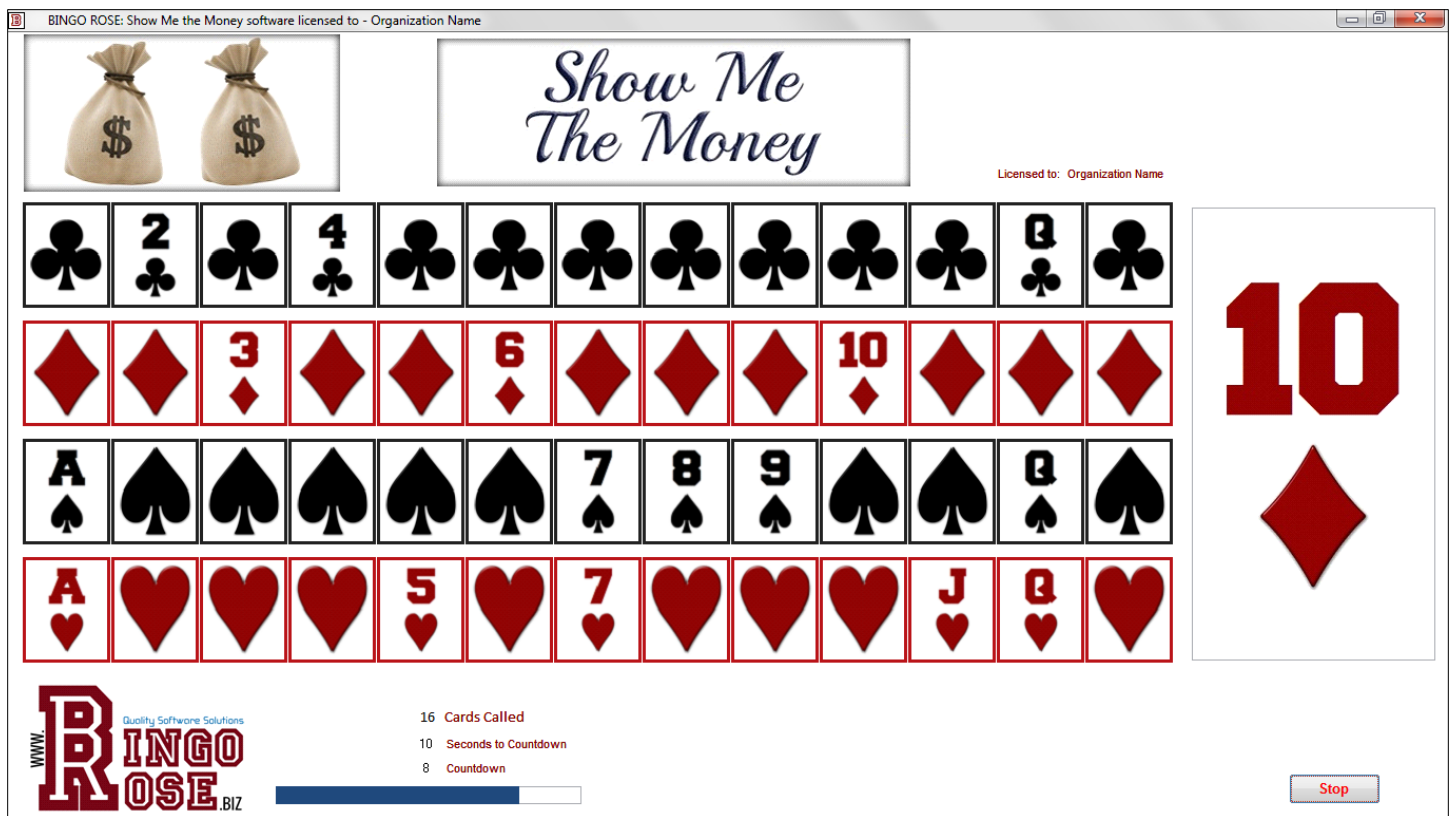 BINGO ROSE: Show Me the Money software licensed to - Organization Name
$ $
Show Me
The Money
Licensed to: Organization Name
2 4 Q
3 6 10
A 7 8 9 Q
A 5 7 J Q
10
www.
Quality Software Solutions
BINGO
ROSE.BIZ
16 Cards Called
10 Seconds to Countdown
8 Countdown
Stop